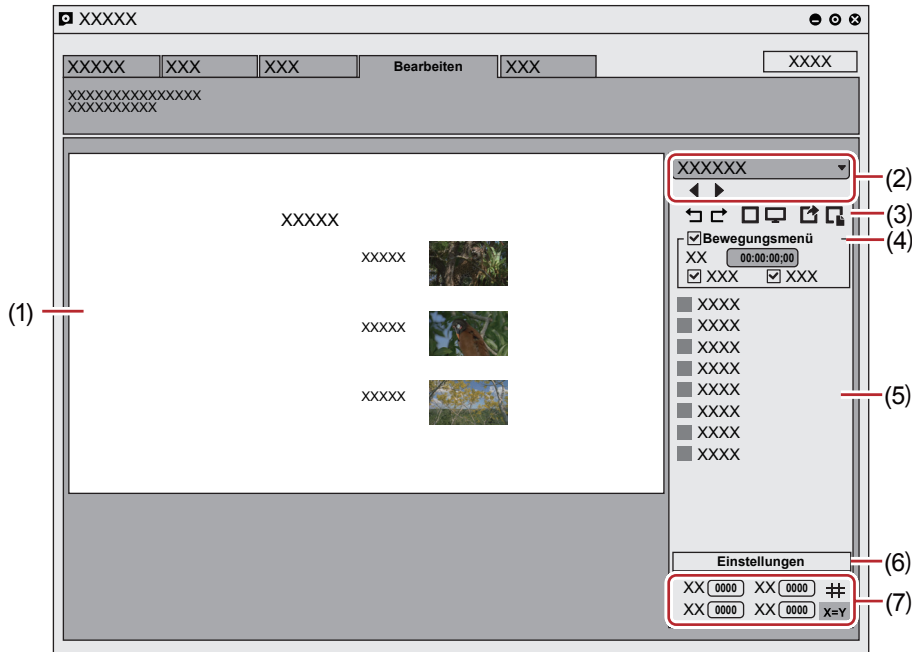 XXXXX
XXXXX XXX XXX Bearbeiten XXX XXXX
XXXXXXXXXXXXXXX
XXXXXXXXXX
XXXXX
XXXXX
XXXXX
XXXXX
(1)
XXXXXX
(2)
(3)
Bewegungsmenü
(4)
XX 00:00:00;00
XXX XXX
XXXX
XXXX
XXXX
XXXX
XXXX
XXXX
XXXX
XXXX
(5)
Einstellungen
(6)
XX 0000 XX 0000
XX 0000 XX 0000 X=Y
(7)